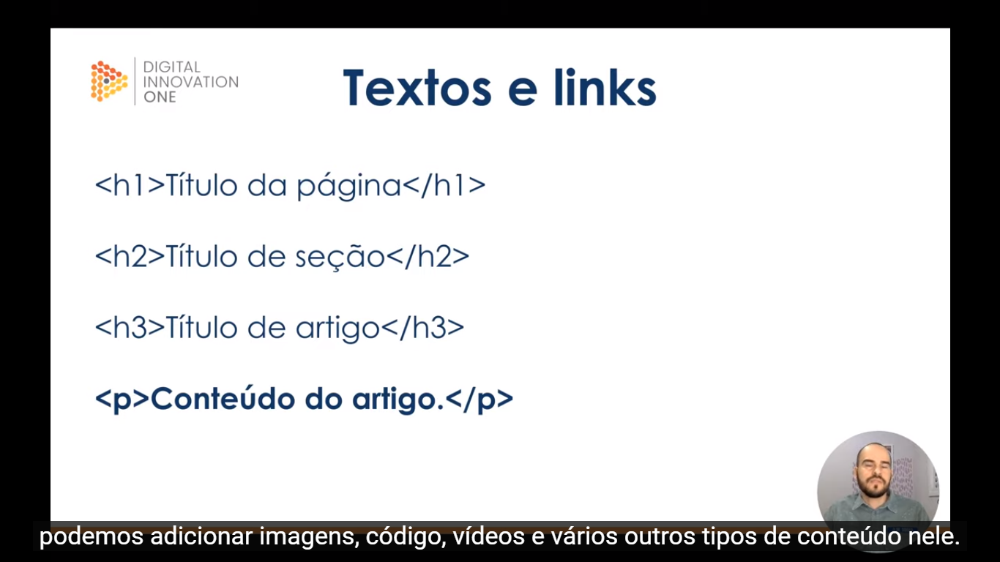 DIGITAL
INNOVATION
ONE
Textos e links
<h1>Título da página</h1>
<h2>Título de seção</h2>
<h3>Título de artigo</h3>
<p>Conteúdo do artigo.</p>
podemos adicionar imagens, código, vídeos e vários outros tipos de conteúdo nele.